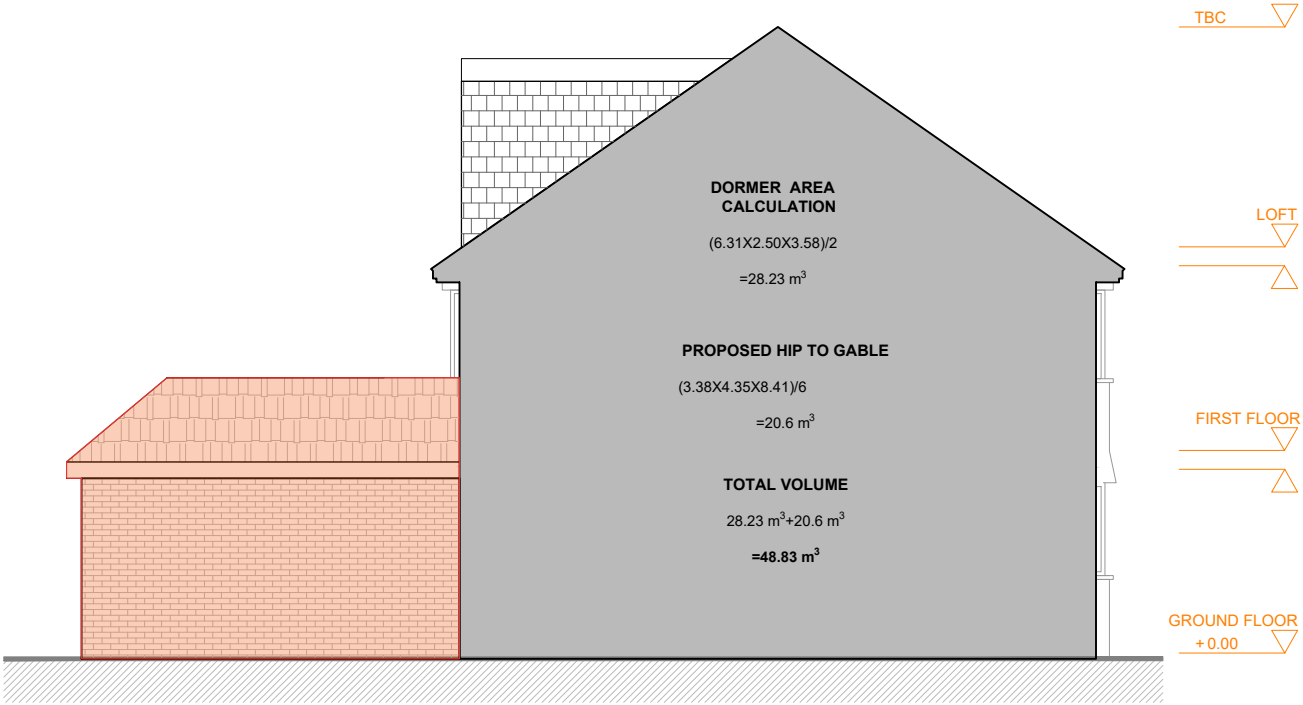 TBC
DORMER AREA
CALCULATION
(6.31X2.50X3.58)/2
=28.23 m³
LOFT
PROPOSED HIP TO GABLE
(3.38X4.35X8.41)/6
=20.6 m³
FIRST FLOOR
TOTAL VOLUME
28.23 m³+20.6 m³
=48.83 m³
GROUND FLOOR
+0.00